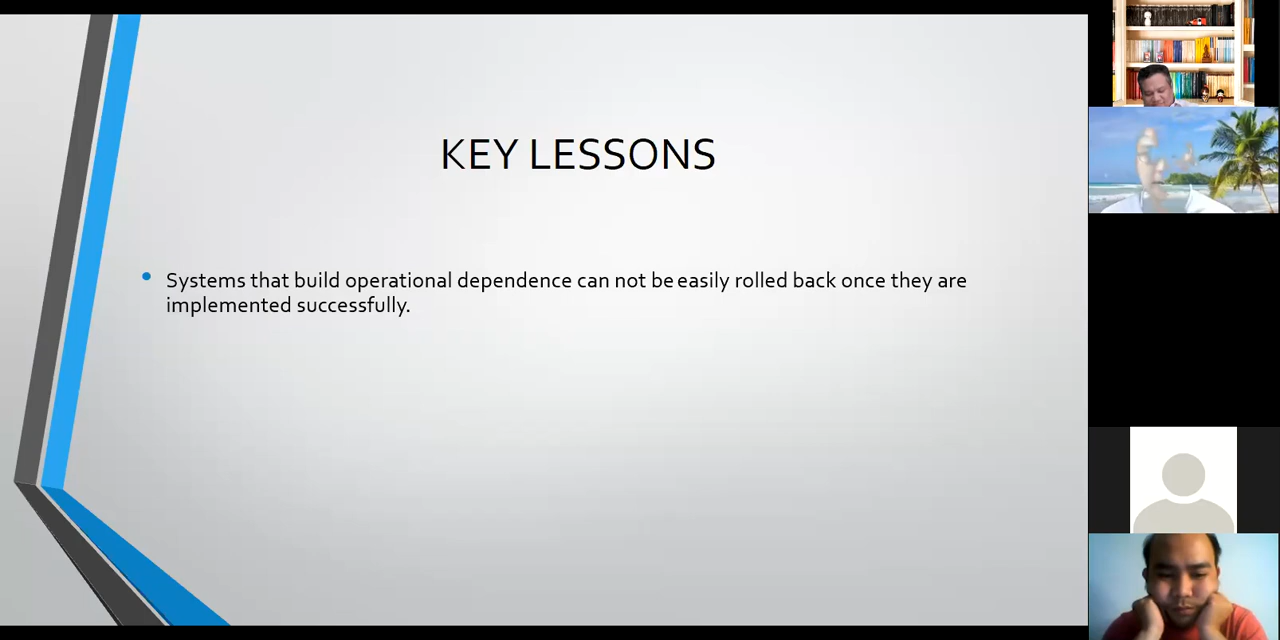 KEY LESSONS
Systems that build operational dependence can not be easily rolled back once they are
implemented successfully.